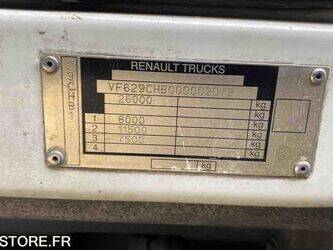 RENAULT TRUCKS
VF629CHB000002072
26000 kg
kg
1 8000 kg
2 11500 kg
3 7500 kg
4 kg
kg
STORE.FR